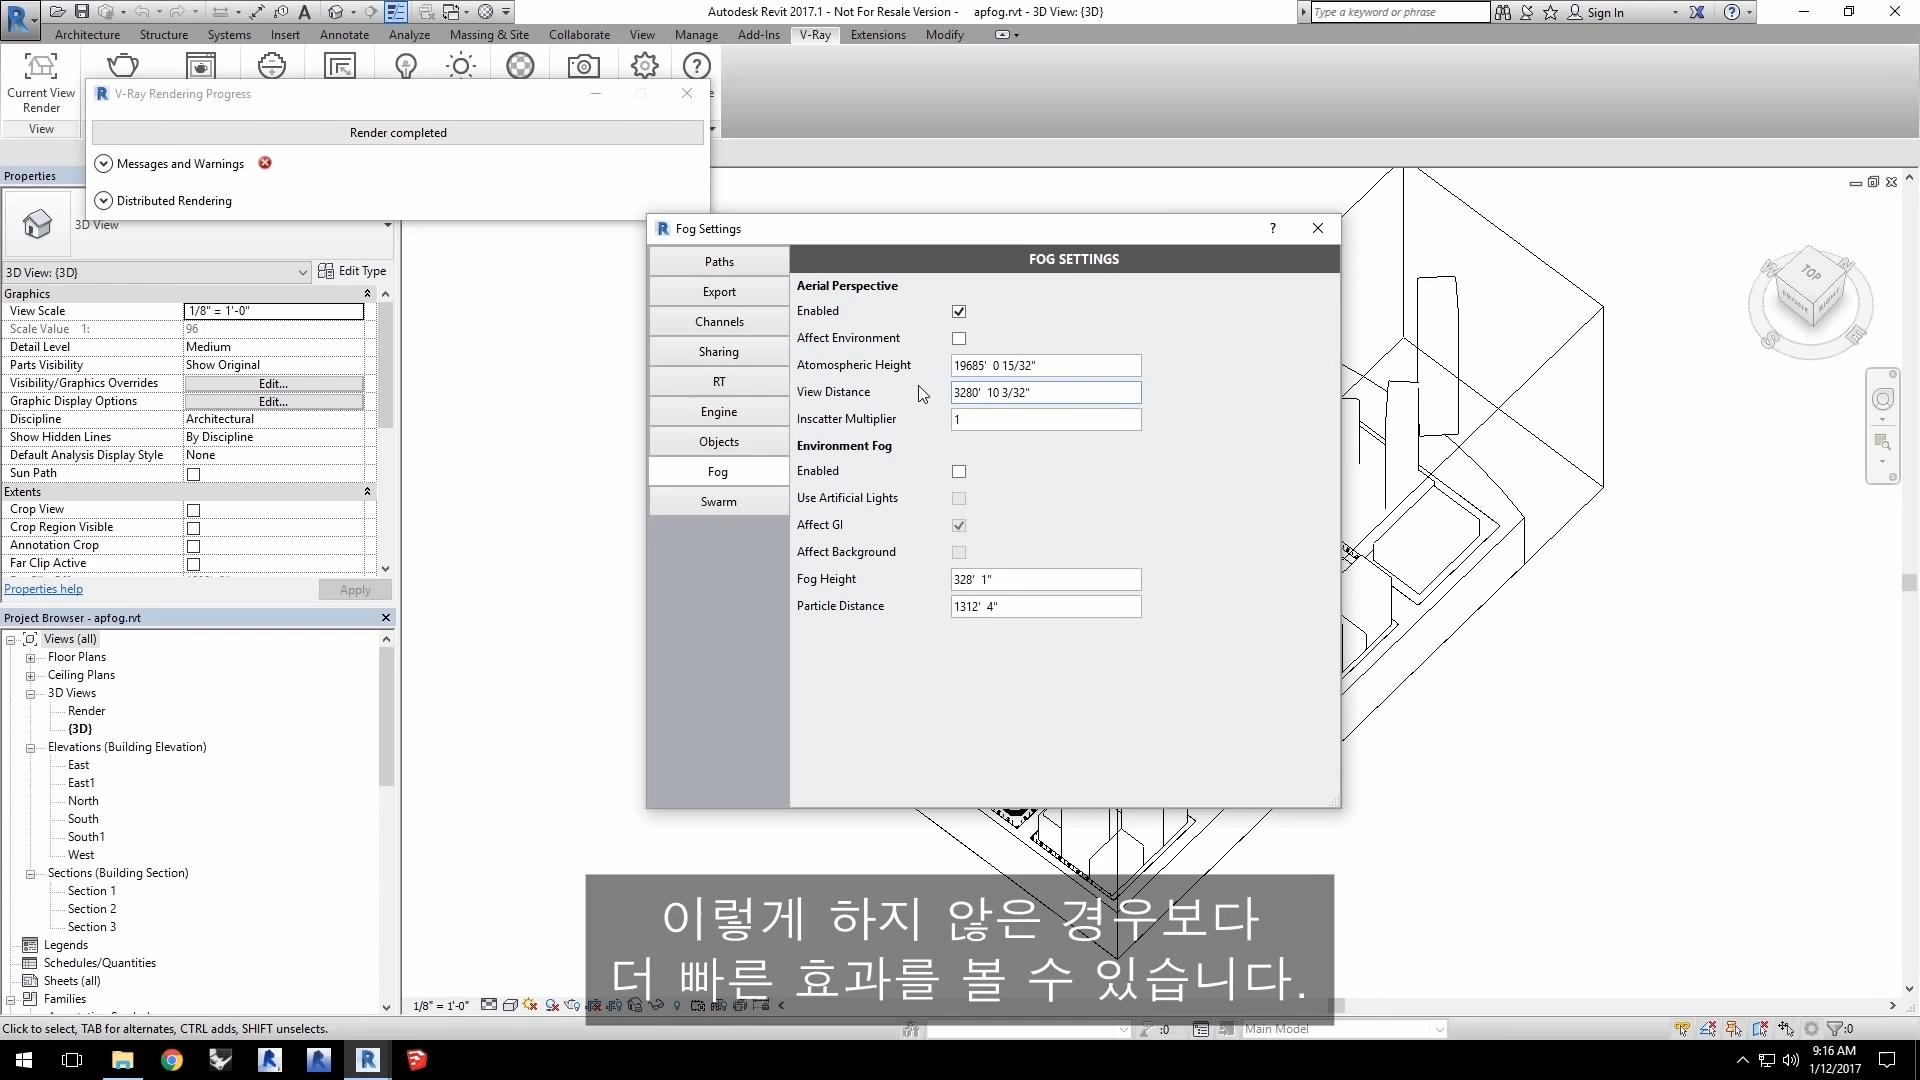 Autodesk Revit 2017.1 - Not For Resale Version - apfog.rvt - 3D View: {3D}
Type a keyword or phrase
Sign In
Architecture Structure Systems Insert Annotate Analyze Massing & Site Collaborate View Manage Add-Ins V-Ray Extensions Modify
Current View
Render
View
V-Ray Rendering Progress
Render completed
Messages and Warnings
Distributed Rendering
Properties
3D View
3D View: {3D}
Edit Type
Graphics
View Scale 1/8" = 1'-0"
Scale Value 1: 96
Detail Level Medium
Parts Visibility Show Original
Visibility/Graphics Overrides Edit...
Graphic Display Options Edit...
Discipline Architectural
Show Hidden Lines By Discipline
Default Analysis Display Style None
Sun Path
Extents
Crop View
Crop Region Visible
Annotation Crop
Far Clip Active
Properties help
Apply
Project Browser - apfog.rvt
Views (all)
Floor Plans
Ceiling Plans
3D Views
Render
{3D}
Elevations (Building Elevation)
East
East1
North
South
South1
West
Sections (Building Section)
Section 1
Section 2
Section 3
Legends
Schedules/Quantities
Sheets (all)
Families
Fog Settings
Paths
Export
Channels
Sharing
RT
Engine
Objects
Fog
Swarm
FOG SETTINGS
Aerial Perspective
Enabled
Affect Environment
Atomospheric Height 19685' 0 15/32"
View Distance 3280' 10 3/32"
Inscatter Multiplier 1
Environment Fog
Enabled
Use Artificial Lights
Affect GI
Affect Background
Fog Height 328' 1"
Particle Distance 1312' 4"
TOP
FRONT
RIGHT
W
N
S
E
이렇게 하지 않은 경우보다
더 빠른 효과를 볼 수 있습니다.
1/8" = 1'-0"
Click to select, TAB for alternates, CTRL adds, SHIFT unselects.
:0
Main Model
:0
9:16 AM
1/12/2017